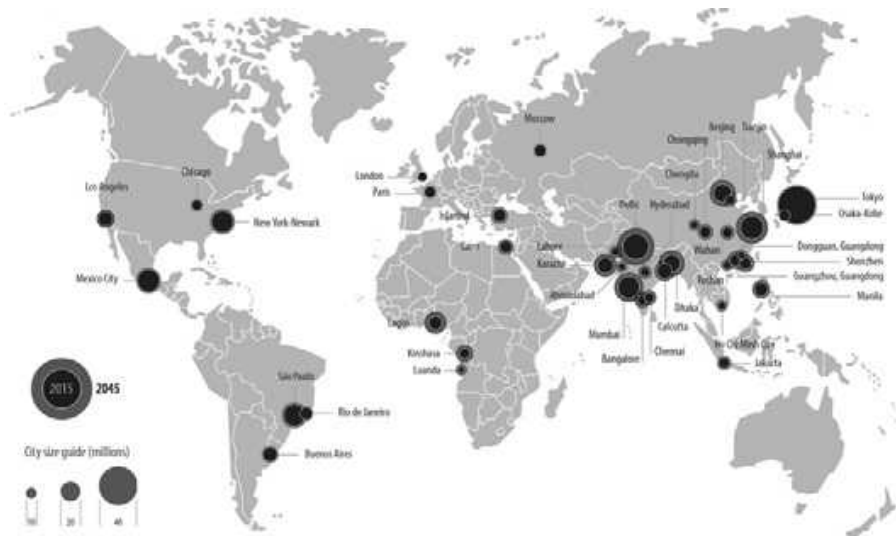 Moscow
Beijing
Tianjin
Chongqing
Shanghai
Chengdu
Chicago
London
Los Angeles
Paris
Tokyo
Delhi
Hyderabad
Osaka-Kobe
Istanbul
New York-Newark
Lahore
Wuhan
Dongguan, Guangdong
Karachi
Shenzhen
Mexico City
Foshan
Guangzhou, Guangdong
Ahmedabad
Manila
Dhaka
Lagos
Calcutta
Mumbai
Ho Chi Minh City
Kinshasa
Chennai
Bangalore
Jakarta
Luanda
São Paulo
2015
2045
Rio de Janeiro
City size guide (millions)
Buenos Aires
10
20
40